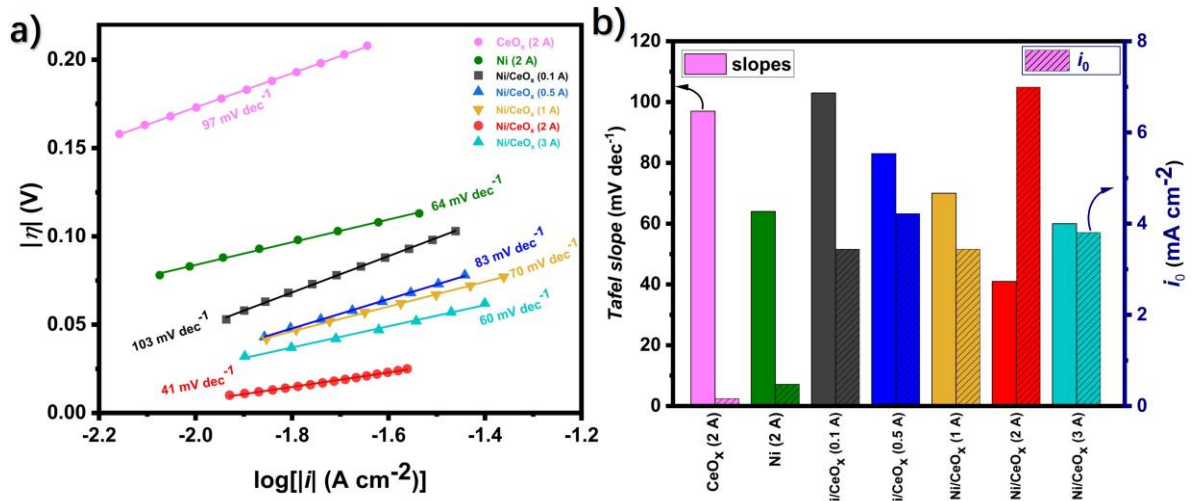 a)
|η| (V)
0.20
0.15
0.10
0.05
0.00
-2.2
-2.0
-1.8
-1.6
-1.4
-1.2
log[|i| (A cm-2)]
CeOx (2 A)
Ni (2 A)
Ni/CeOx (0.1 A)
Ni/CeOx (0.5 A)
Ni/CeOx (1 A)
Ni/CeOx (2 A)
Ni/CeOx (3 A)
97 mV dec-1
64 mV dec-1
83 mV dec-1
70 mV dec-1
103 mV dec-1
60 mV dec-1
41 mV dec-1
b)
Tafel slope (mV dec-1)
120
100
80
60
40
20
0
slopes
i0
8
6
4
2
0
i0 (mA cm-2)
CeOX (2 A)
Ni (2 A)
i/CeOX (0.1 A)
i/CeOX (0.5 A)
Ni/CeOX (1 A)
Ni/CeOX (2 A)
Ni/CeOX (3 A)